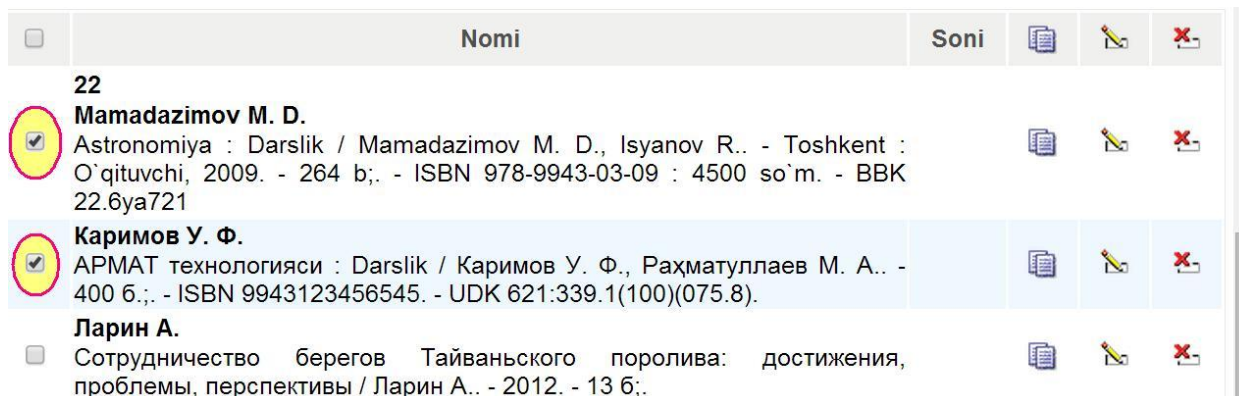 Nomi Soni
22
Mamadazimov M. D.
Astronomiya : Darslik / Mamadazimov M. D., Isyanov R.. - Toshkent :
O`qituvchi, 2009. - 264 b;. - ISBN 978-9943-03-09 : 4500 so`m. - BBK
22.6ya721
Каримов У. Ф.
АРМАТ технологияси : Darslik / Каримов У. Ф., Раҳматуллаев М. А.. -
400 б.;. - ISBN 9943123456545. - UDK 621:339.1(100)(075.8).
Ларин А.
Сотрудничество берегов Тайваньского поролива: достижения,
проблемы, перспективы / Ларин А.. - 2012. - 13 б;.